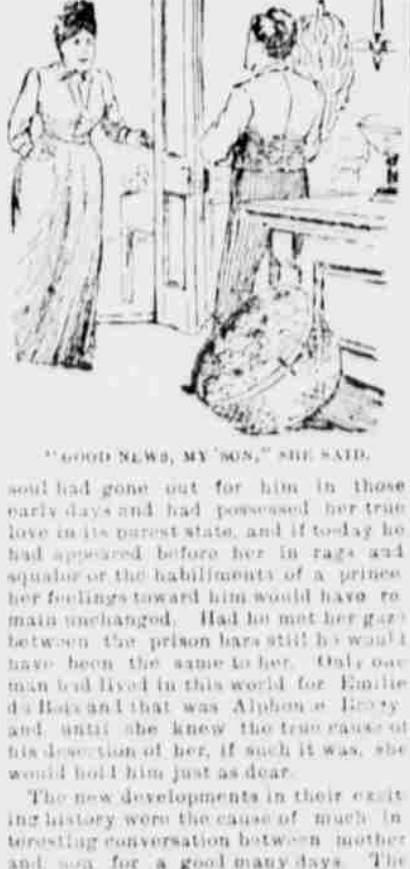 "GOOD NEWS, MY SON," SHE SAID.
soul had gone out for him in those
early days and had possessed her true
love in its purest state, and if to-day he
had appeared before her in rags and
squalor or the habiliments of a prince
her feelings toward him would have re
main unchanged. Had he met her gaze
between the prison bars still he would
have been the same to her. Only one
man had lived in this world for Emilie
du Bois and that was Alphonse
and until she knew the true cause of
his desertion of her, if such it was, she
would hold him just as dear.
The new developments in their excit
ing history were the cause of much in
teresting conversation between mother
and son for a good many days. The